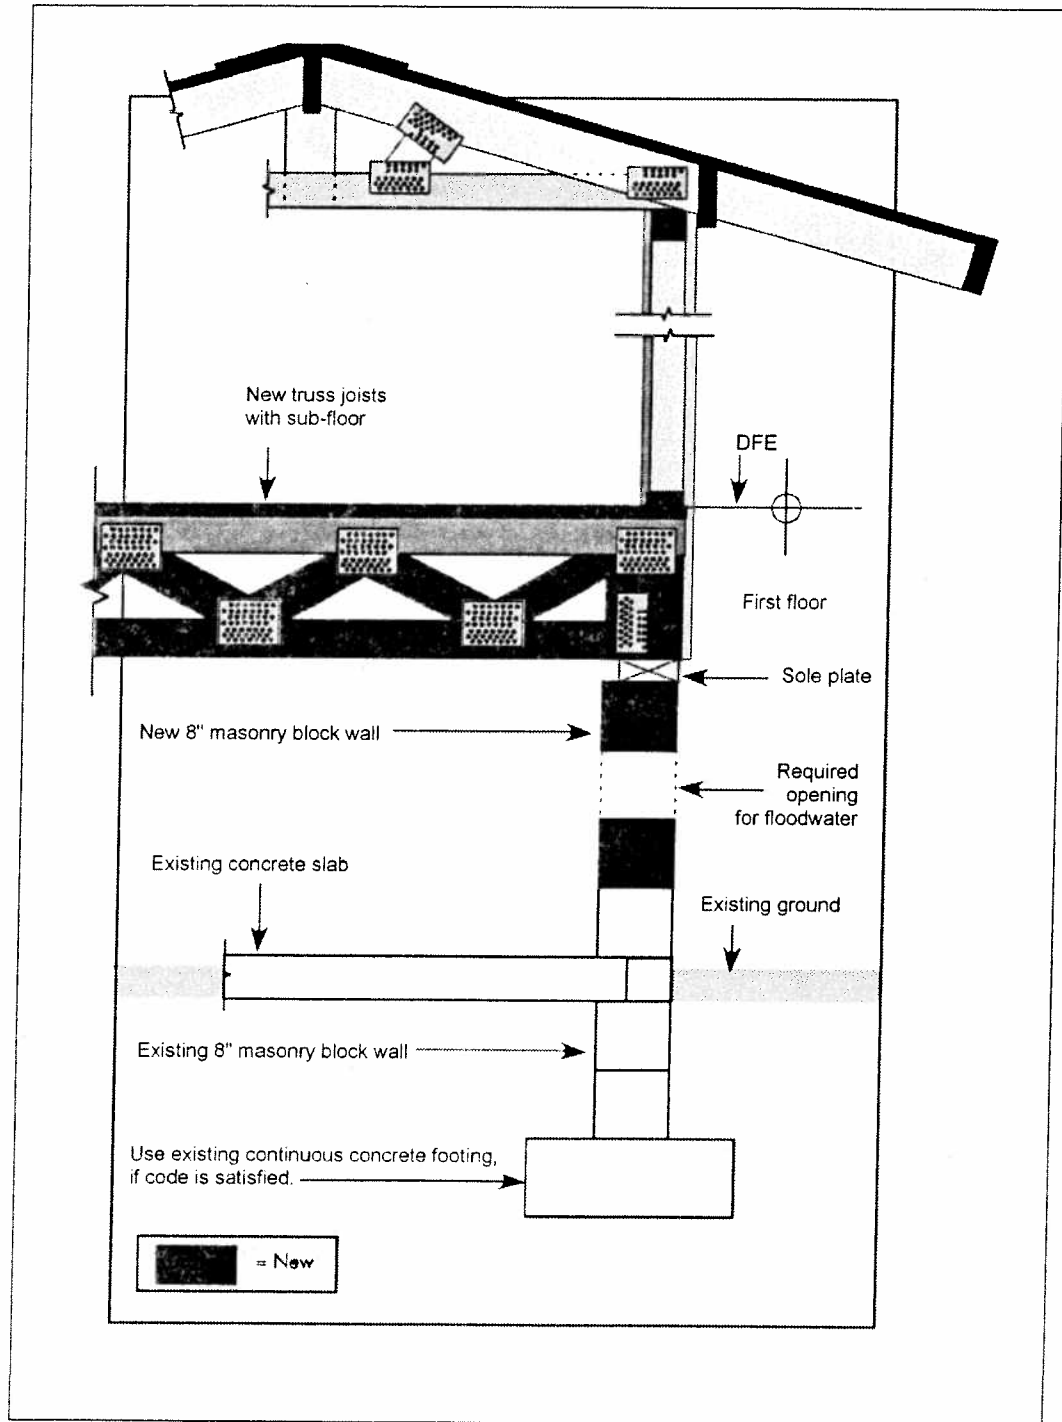 New truss joists
with sub-floor
DFE
First floor
Sole plate
New 8" masonry block wall
Required
opening
for floodwater
Existing concrete slab
Existing ground
Existing 8" masonry block wall
Use existing continuous concrete footing,
if code is satisfied.
= New